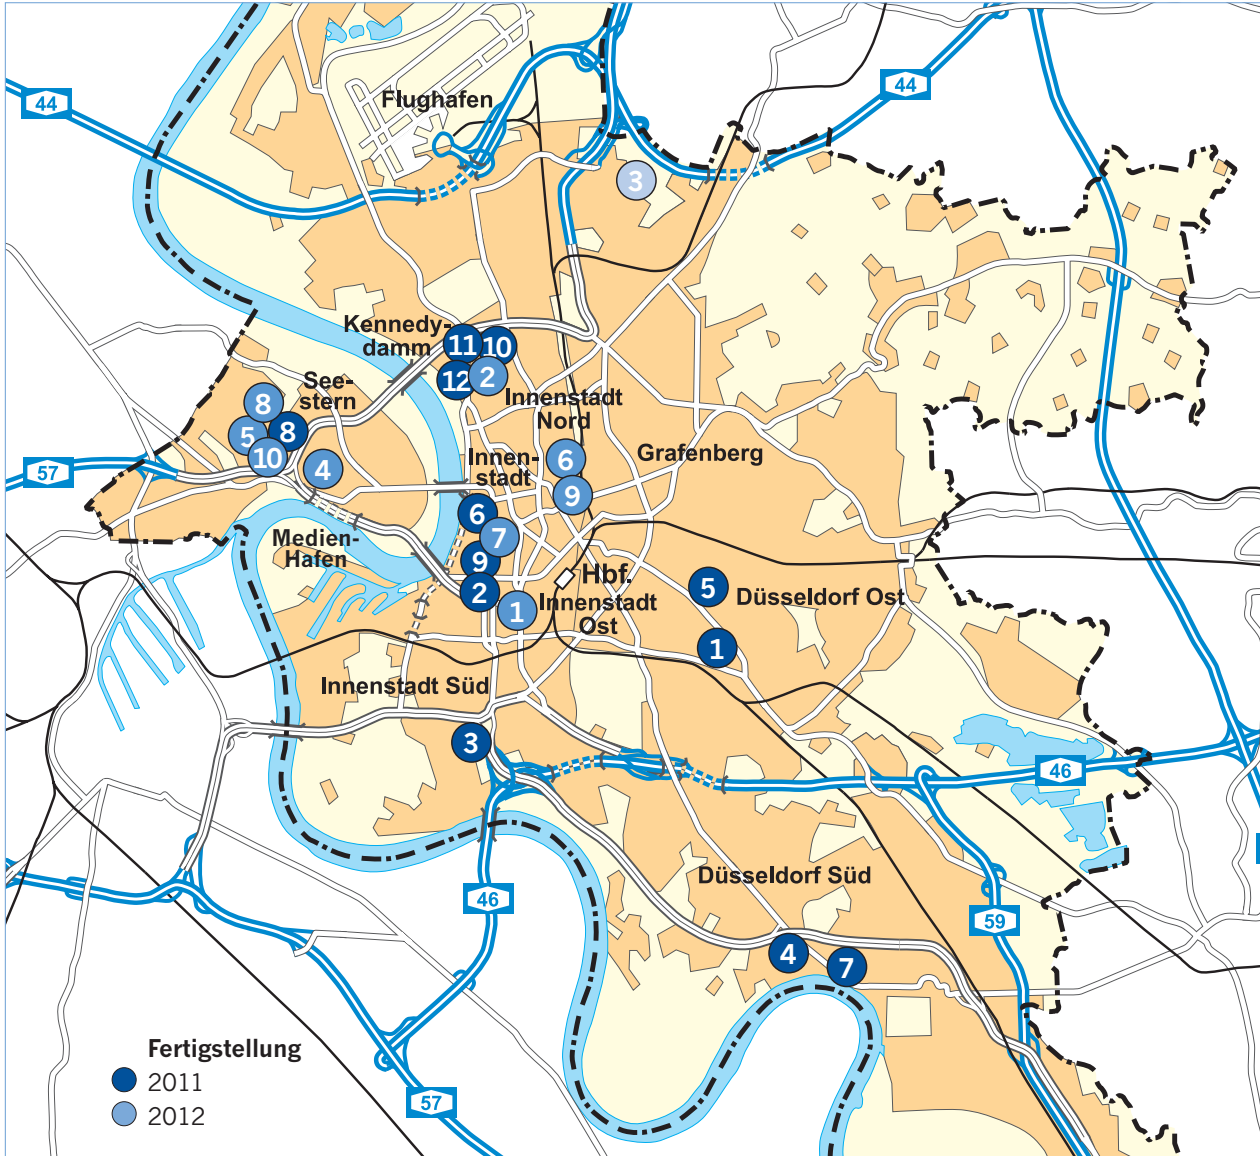 44
Flughafen
44
3
Kennedy-
damm
11
10
12
2
See-
stern
8
5
8
10
4
Innenstadt
Nord
Innen-
stadt
6
9
Grafenberg
57
6
7
9
2
1
Medien-
Hafen
Hbf.
Innenstadt
Ost
5
Düsseldorf Ost
1
Innenstadt Süd
3
46
Düsseldorf Süd
46
59
4
7
57
Fertigstellung
2011
2012